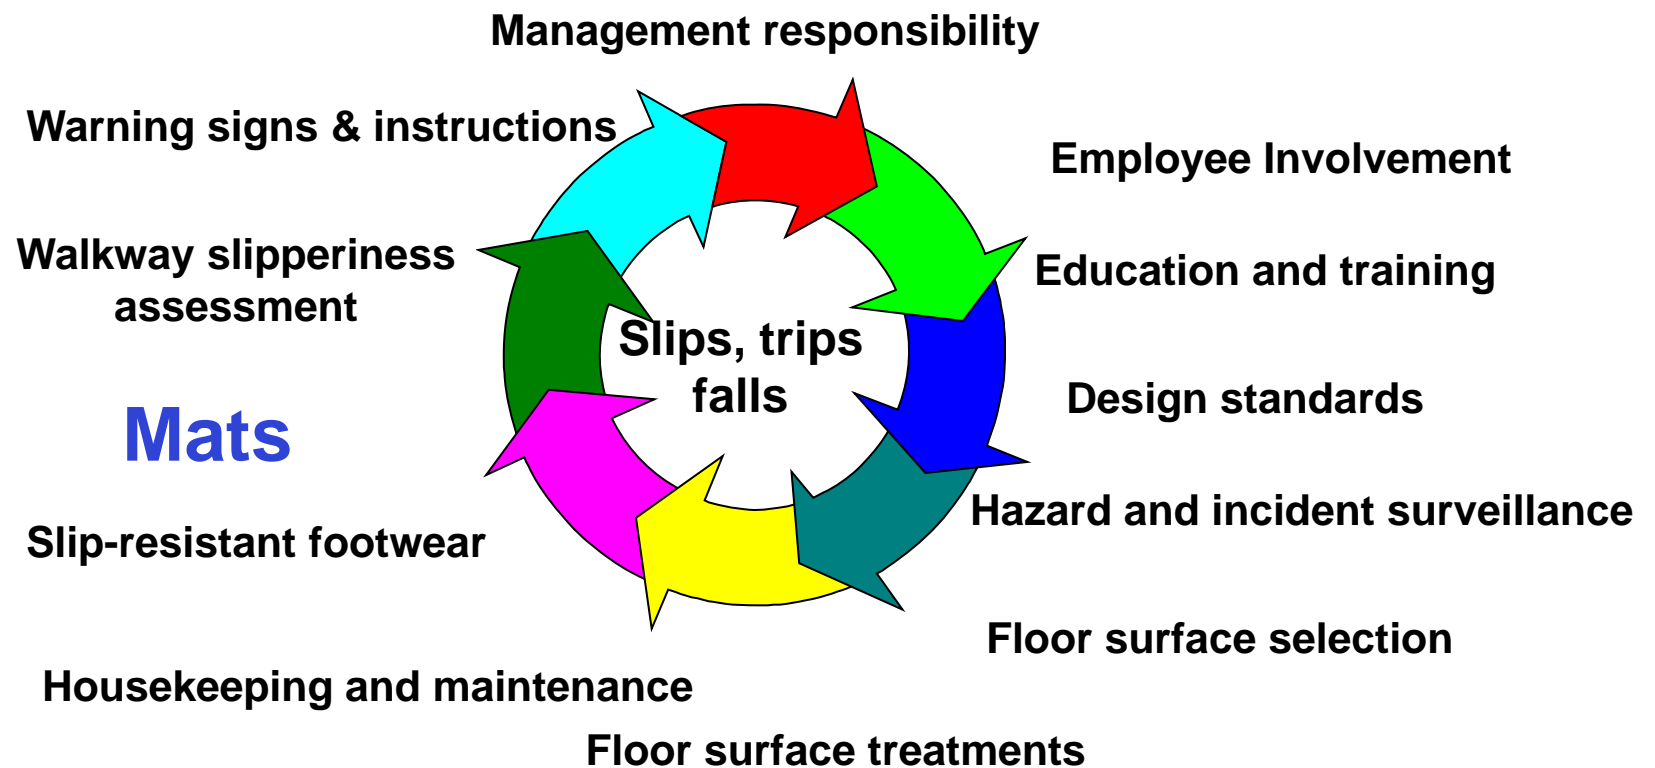 Management responsibility
Warning signs & instructions
Employee Involvement
Walkway slipperiness
assessment
Education and training
Slips, trips
falls
Design standards
Mats
Hazard and incident surveillance
Slip-resistant footwear
Floor surface selection
Housekeeping and maintenance
Floor surface treatments